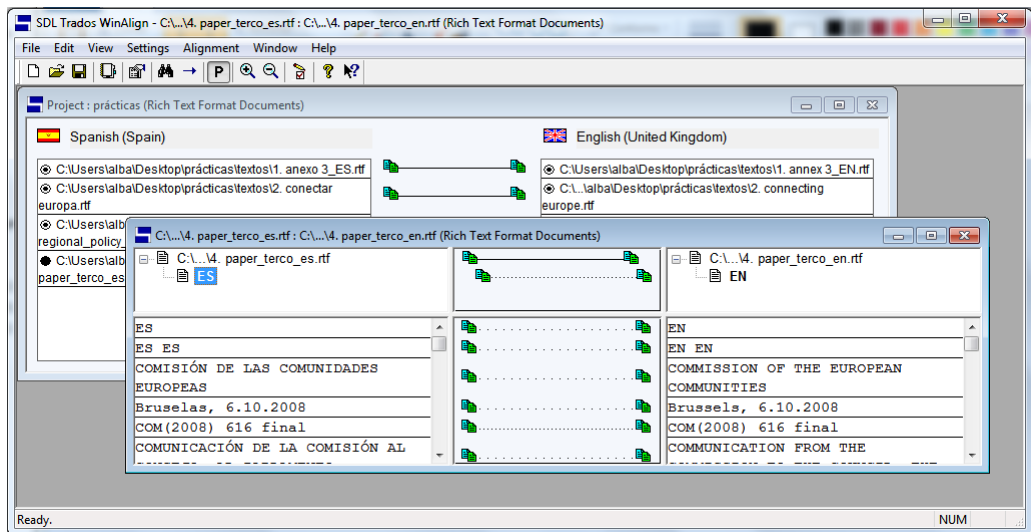 SDL Trados WinAlign - C:\...\4. paper_terco_es.rtf : C:\...\4. paper_terco_en.rtf (Rich Text Format Documents)
File Edit View Settings Alignment Window Help
P
Project : prácticas (Rich Text Format Documents)
Spanish (Spain)
English (United Kingdom)
C:\Users\alba\Desktop\prácticas\textos\1. anexo 3_ES.rtf
C:\Users\alba\Desktop\prácticas\textos\1. annex 3_EN.rtf
C:\Users\alba\Desktop\prácticas\textos\2. conectar
europa.rtf
C:\...\alba\Desktop\prácticas\textos\2. connecting
europe.rtf
C:\Users\alb
regional_policy_
C:\Users\alb
paper_terco_es
C:\...\4. paper_terco_es.rtf : C:\...\4. paper_terco_en.rtf (Rich Text Format Documents)
C:\...\4. paper_terco_es.rtf
ES
C:\...\4. paper_terco_en.rtf
EN
ES
EN
ES ES
EN EN
COMISIÓN DE LAS COMUNIDADES
EUROPEAS
COMMISSION OF THE EUROPEAN
COMMUNITIES
Bruselas, 6.10.2008
Brussels, 6.10.2008
COM(2008) 616 final
COM(2008) 616 final
COMUNICACIÓN DE LA COMISIÓN AL
COMMUNICATION FROM THE
Ready.
NUM